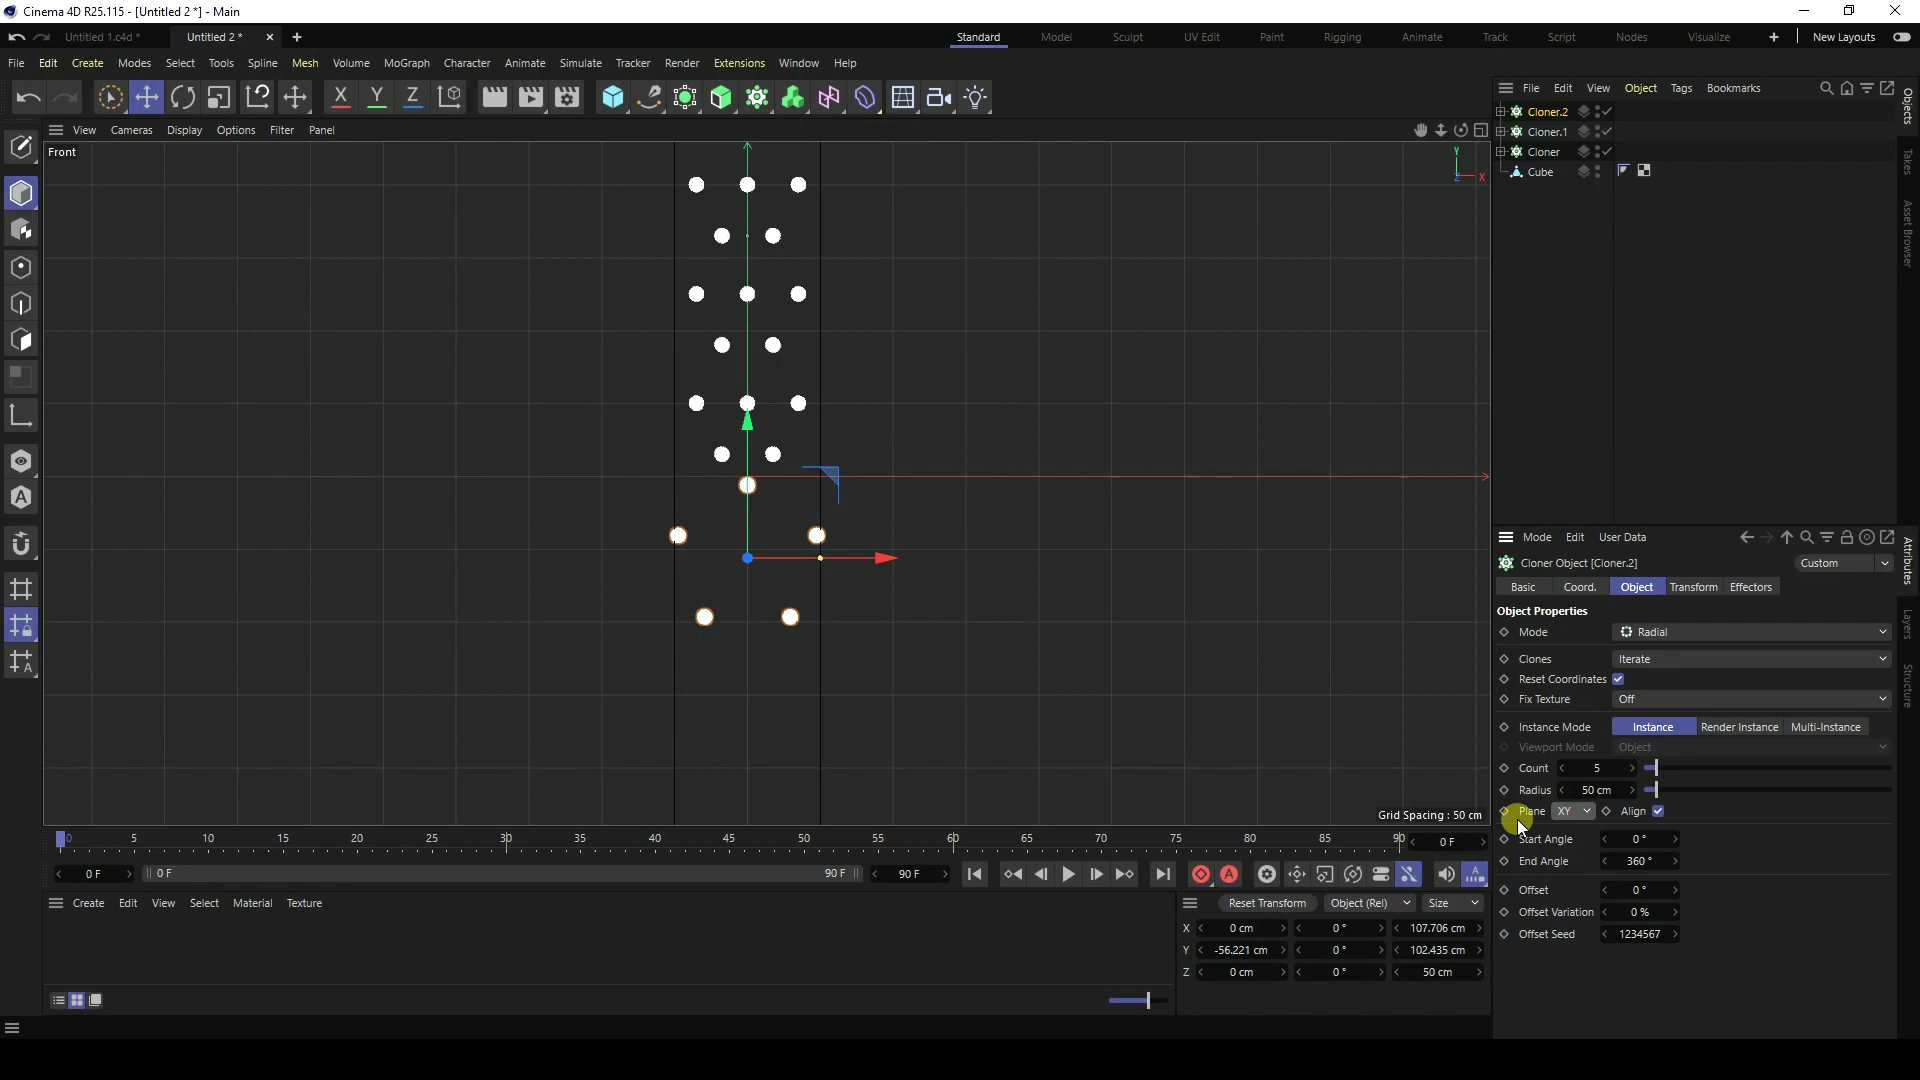 Cinema 4D R25.115 - [Untitled 2 *] - Main
Untitled 1.c4d *
Untitled 2 *
Standard
Model
Sculpt
UV Edit
Paint
Rigging
Animate
Track
Script
Nodes
Visualize
New Layouts
File Edit Create Modes Select Tools Spline Mesh Volume MoGraph Character Animate Simulate Tracker Render Extensions Window Help
X Y Z
File Edit View Object Tags Bookmarks
View Cameras Display Options Filter Panel
Front
Y
X
Z
Cloner.2
Cloner.1
Cloner
Cube
Objects
Takes
Asset Browser
Mode Edit User Data
Cloner Object [Cloner.2]
Custom
Basic Coord. Object Transform Effectors
Object Properties
Mode Radial
Clones Iterate
Reset Coordinates
Fix Texture Off
Instance Mode Instance Render Instance Multi-Instance
Viewport Mode Object
Count 5
Radius 50 cm
Plane XY Align
Start Angle 0 °
End Angle 360 °
Offset 0 °
Offset Variation 0 %
Offset Seed 1234567
Attributes
Layers
Structure
Grid Spacing : 50 cm
0 5 10 15 20 25 30 35 40 45 50 55 60 65 70 75 80 85 90
0 F
0 F
0 F
90 F
90 F
Create Edit View Select Material Texture
Reset Transform Object (Rel) Size
X 0 cm 0 ° 107.706 cm
Y -56.221 cm 0 ° 102.435 cm
Z 0 cm 0 ° 50 cm